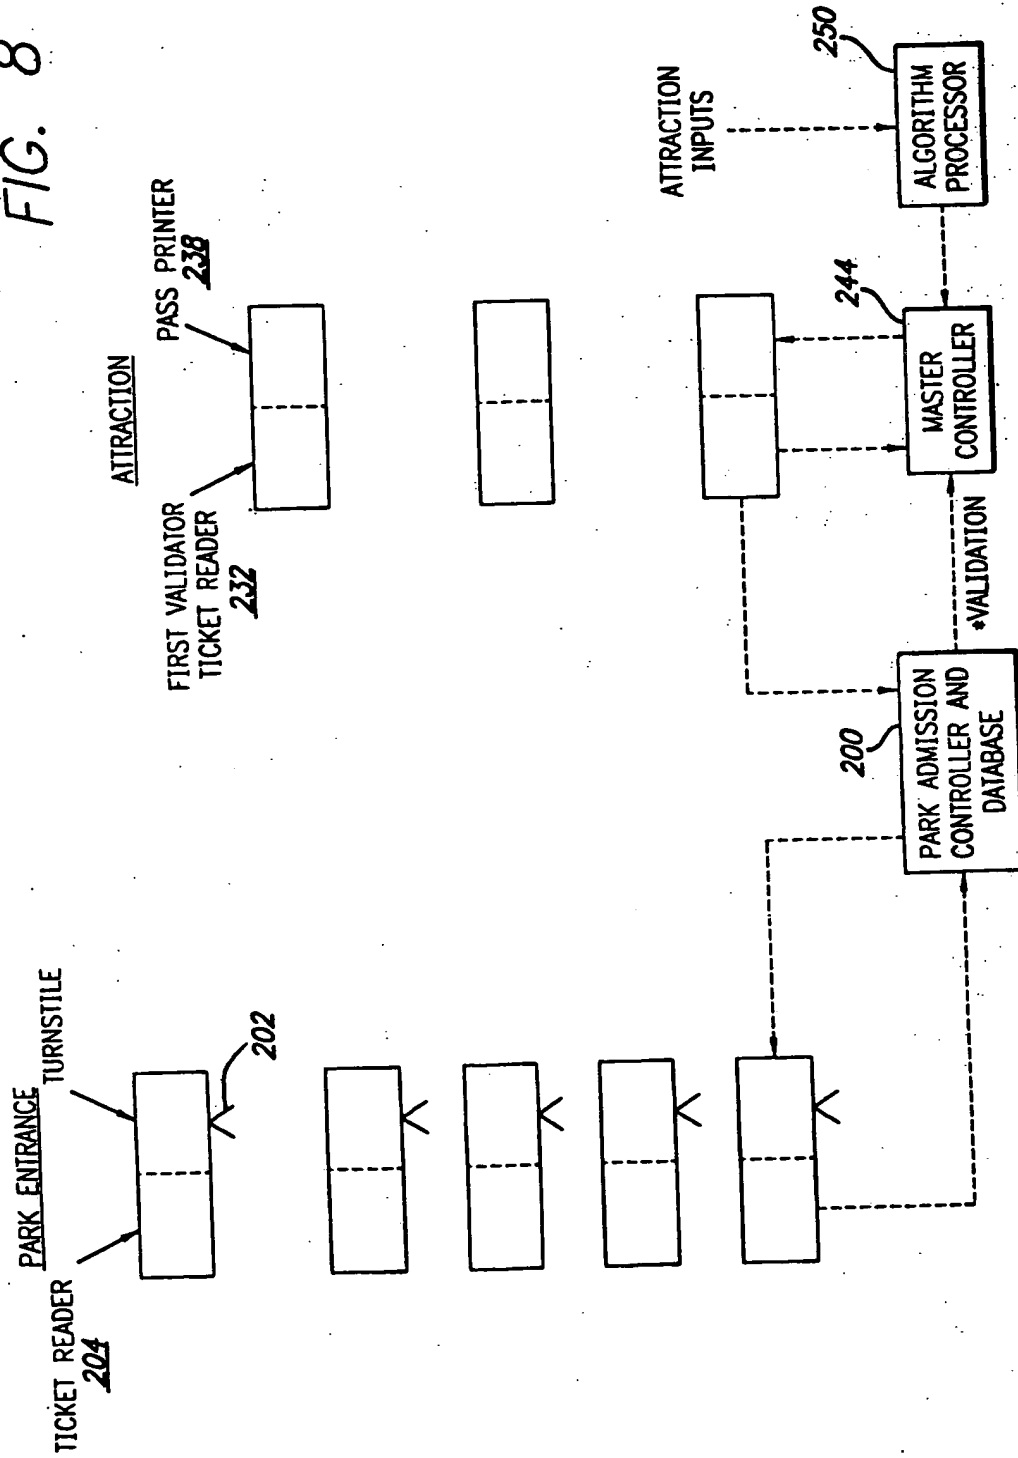 FIG. 8
PARK ENTRANCE
TICKET READER
204
TURNSTILE
202
ATTRACTION
FIRST VALIDATOR
TICKET READER
232
PASS PRINTER
238
ATTRACTION
INPUTS
200
PARK ADMISSION
CONTROLLER AND
DATABASE
*VALIDATION
244
MASTER
CONTROLLER
250
ALGORITHM
PROCESSOR